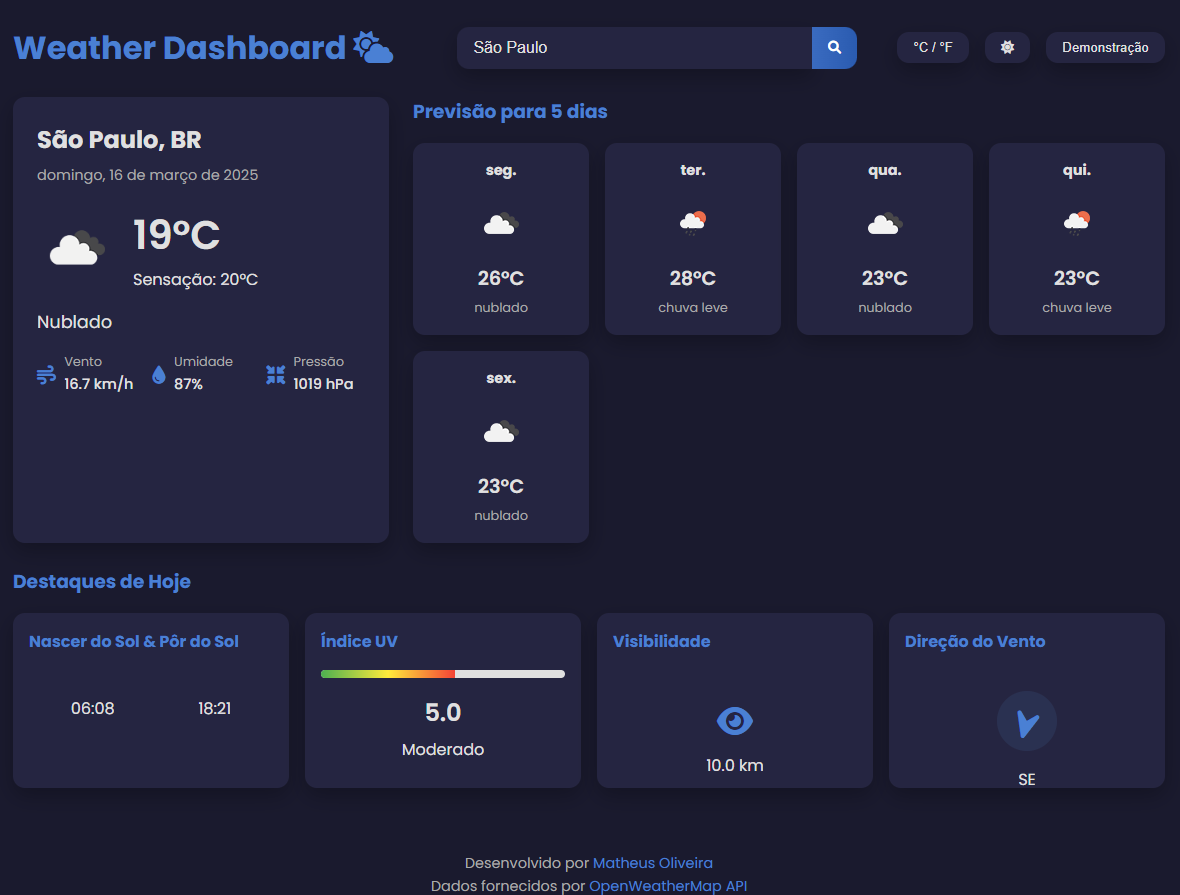 Weather Dashboard
São Paulo
°C / °F
Demonstração
São Paulo, BR
domingo, 16 de março de 2025
19°C
Sensação: 20°C
Nublado
Vento
16.7 km/h
Umidade
87%
Pressão
1019 hPa
Previsão para 5 dias
seg.
26°C
nublado
ter.
28°C
chuva leve
qua.
23°C
nublado
qui.
23°C
chuva leve
sex.
23°C
nublado
Destaques de Hoje
Nascer do Sol & Pôr do Sol
06:08 18:21
Índice UV
5.0
Moderado
Visibilidade
10.0 km
Direção do Vento
SE
Desenvolvido por Matheus Oliveira
Dados fornecidos por OpenWeatherMap API